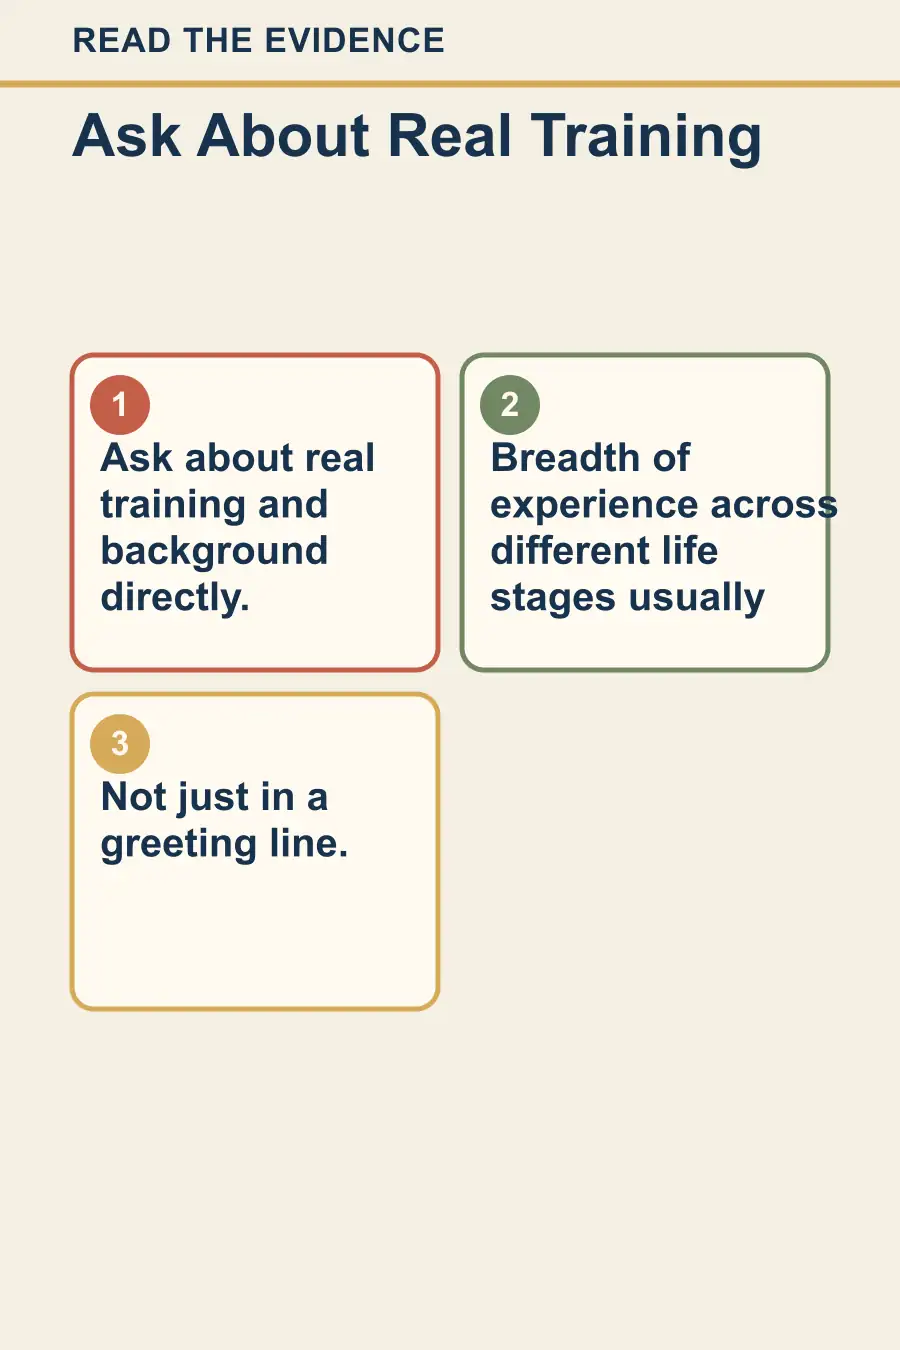 READ THE EVIDENCE
Ask About Real Training
1
Ask about real
training and
background
directly.
2
Breadth of
experience across
different life
stages usually
3
Not just in a
greeting line.